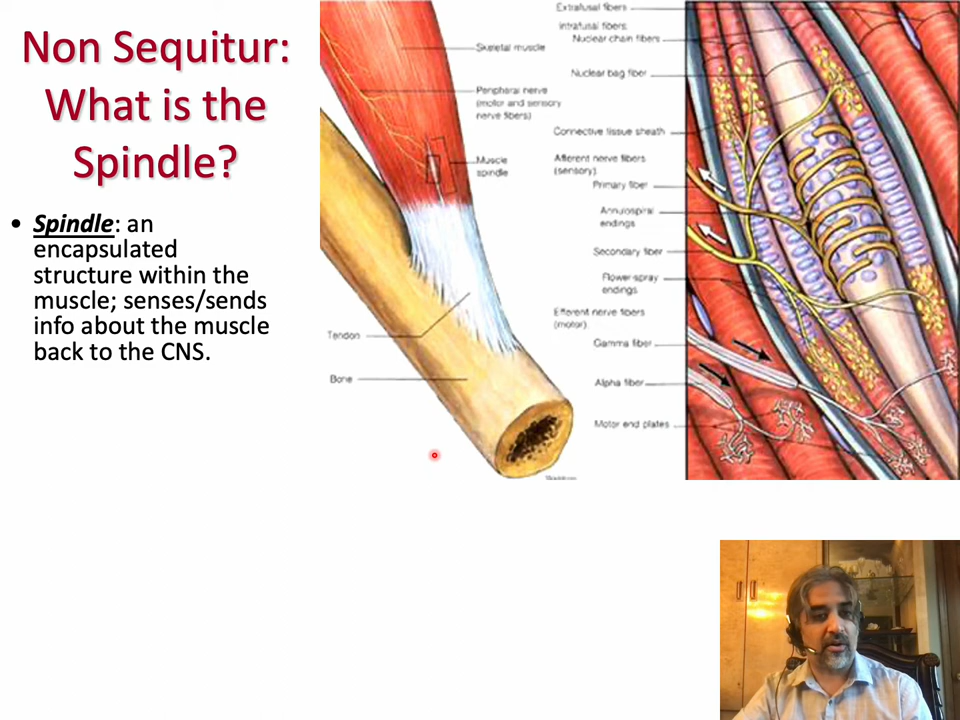 Non Sequitur:
What is the
Spindle?
• Spindle: an
encapsulated
structure within the
muscle; senses/sends
info about the muscle
back to the CNS.
Skeletal muscle
Peripheral nerve
(motor and sensory
nerve fibers)
Muscle
spindle
Tendon
Bone
Extrafusal fibers
Intrafusal fibers:
Nuclear chain fibers
Nuclear bag fiber
Connective tissue sheath
Afferent nerve fibers
(sensory):
Primary fiber
Annulospiral
endings
Secondary fiber
Flower-spray
endings
Efferent nerve fibers
(motor):
Gamma fiber
Alpha fiber
Motor end plates